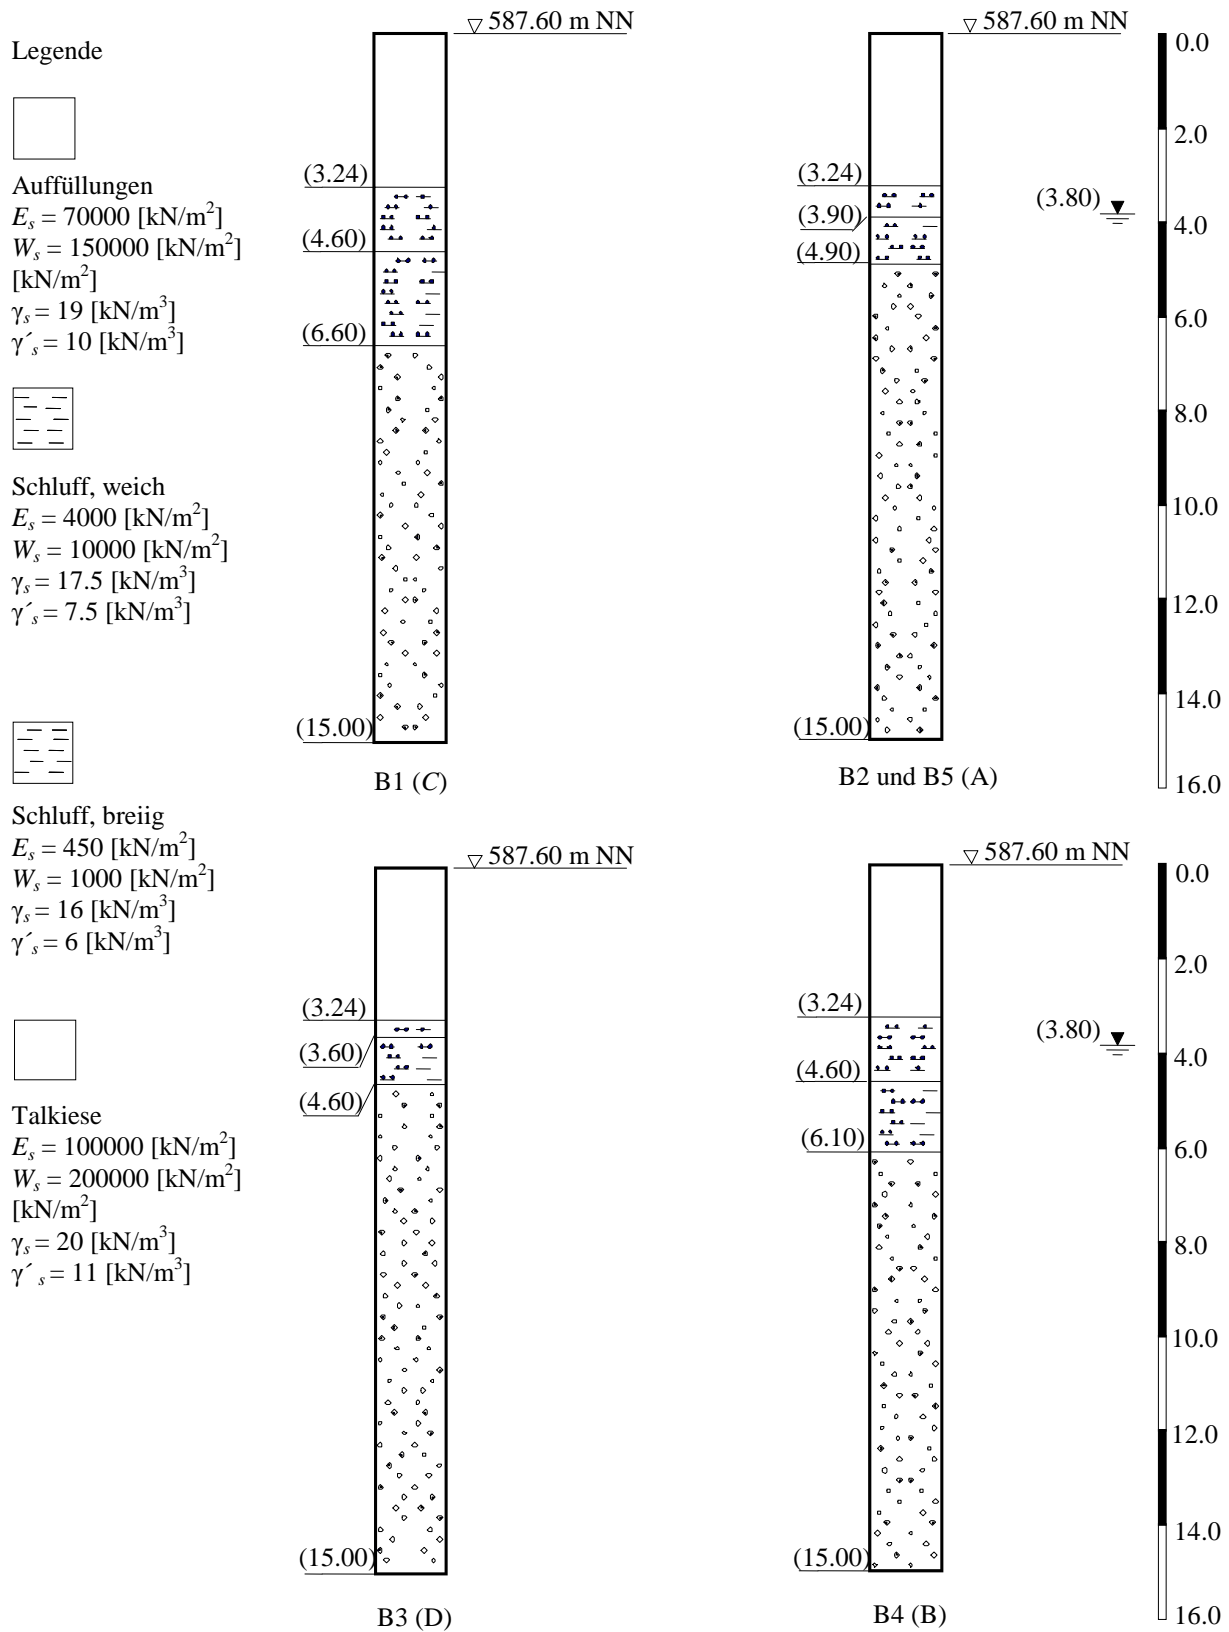 Legende
Auffüllungen
E_s = 70000 [kN/m²]
W_s = 150000 [kN/m²]
[kN/m²]
γ_s = 19 [kN/m³]
γ´_s = 10 [kN/m³]
Schluff, weich
E_s = 4000 [kN/m²]
W_s = 10000 [kN/m²]
γ_s = 17.5 [kN/m³]
γ´_s = 7.5 [kN/m³]
Schluff, breiig
E_s = 450 [kN/m²]
W_s = 1000 [kN/m²]
γ_s = 16 [kN/m³]
γ´_s = 6 [kN/m³]
Talkiese
E_s = 100000 [kN/m²]
W_s = 200000 [kN/m²]
[kN/m²]
γ_s = 20 [kN/m³]
γ´_s = 11 [kN/m³]
587.60 m NN
(3.24)
(4.60)
(6.60)
(15.00)
B1 (C)
587.60 m NN
(3.24)
(3.90)
(4.90)
(15.00)
B2 und B5 (A)
(3.80)
0.0
2.0
4.0
6.0
8.0
10.0
12.0
14.0
16.0
587.60 m NN
(3.24)
(3.60)
(4.60)
(15.00)
B3 (D)
587.60 m NN
(3.24)
(4.60)
(6.10)
(15.00)
B4 (B)
(3.80)
0.0
2.0
4.0
6.0
8.0
10.0
12.0
14.0
16.0